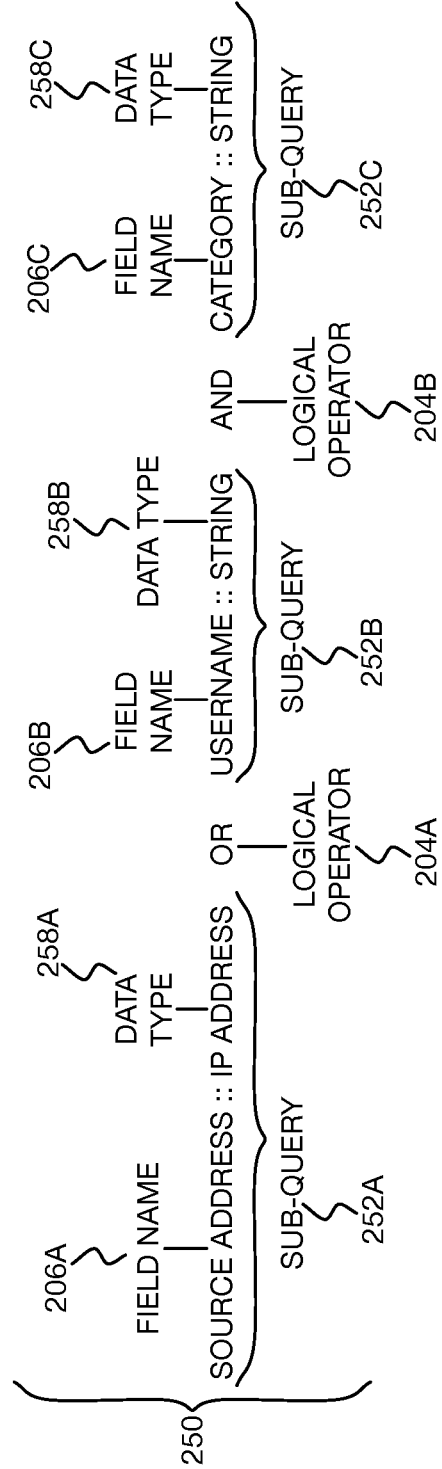 250
206A
FIELD NAME
258A
DATA
TYPE
SOURCE ADDRESS :: IP ADDRESS
SUB-QUERY
252A
OR
LOGICAL
OPERATOR
204A
206B
FIELD
NAME
258B
DATA TYPE
USERNAME :: STRING
SUB-QUERY
252B
AND
LOGICAL
OPERATOR
204B
206C
FIELD
NAME
258C
DATA
TYPE
CATEGORY :: STRING
SUB-QUERY
252C